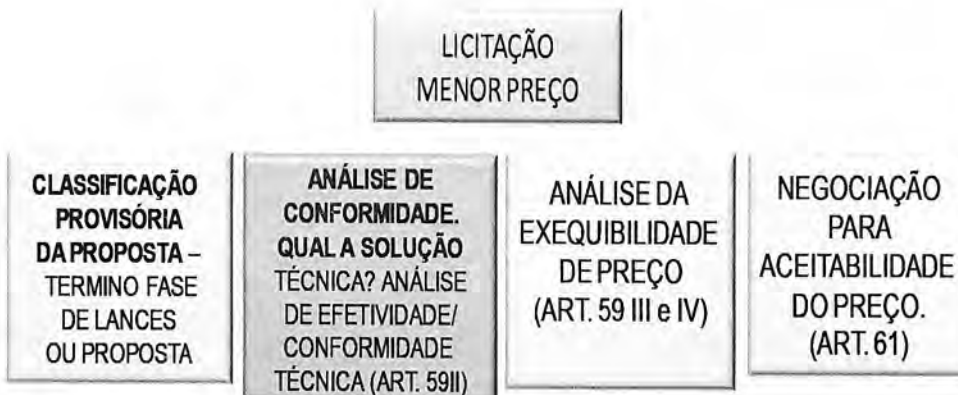 LICITAÇÃO
MENOR PREÇO
CLASSIFICAÇÃO
PROVISÓRIA
DA PROPOSTA –
TERMINO FASE
DE LANCES
OU PROPOSTA
ANÁLISE DE
CONFORMIDADE.
QUAL A SOLUÇÃO
TÉCNICA? ANÁLISE
DE EFETIVIDADE/
CONFORMIDADE
TÉCNICA (ART. 59II)
ANÁLISE DA
EXEQUIBILIDADE
DE PREÇO
(ART. 59 III e IV)
NEGOCIAÇÃO
PARA
ACEITABILIDADE
DO PREÇO.
(ART. 61)